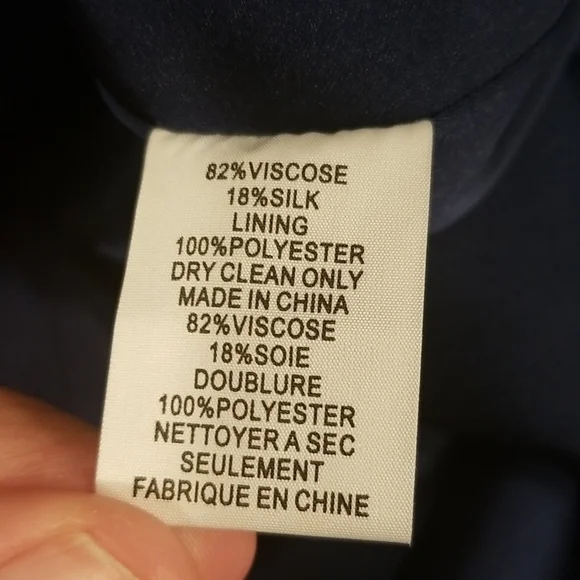 82%VISCOSE
18%SILK
LINING
100%POLYESTER
DRY CLEAN ONLY
MADE IN CHINA
82%VISCOSE
18%SOIE
DOUBLURE
100%POLYESTER
NETTOYER A SEC
SEULEMENT
FABRIQUE EN CHINE